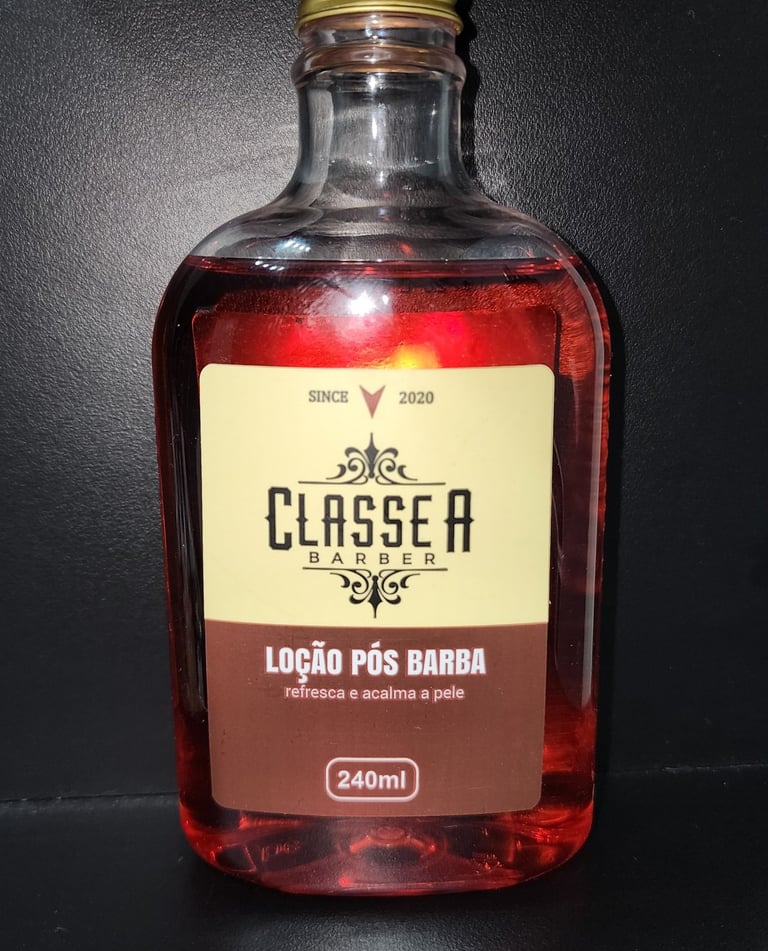 SINCE 2020
CLASSE A
BARBER
LOÇÃO PÓS BARBA
refresca e acalma a pele
240ml